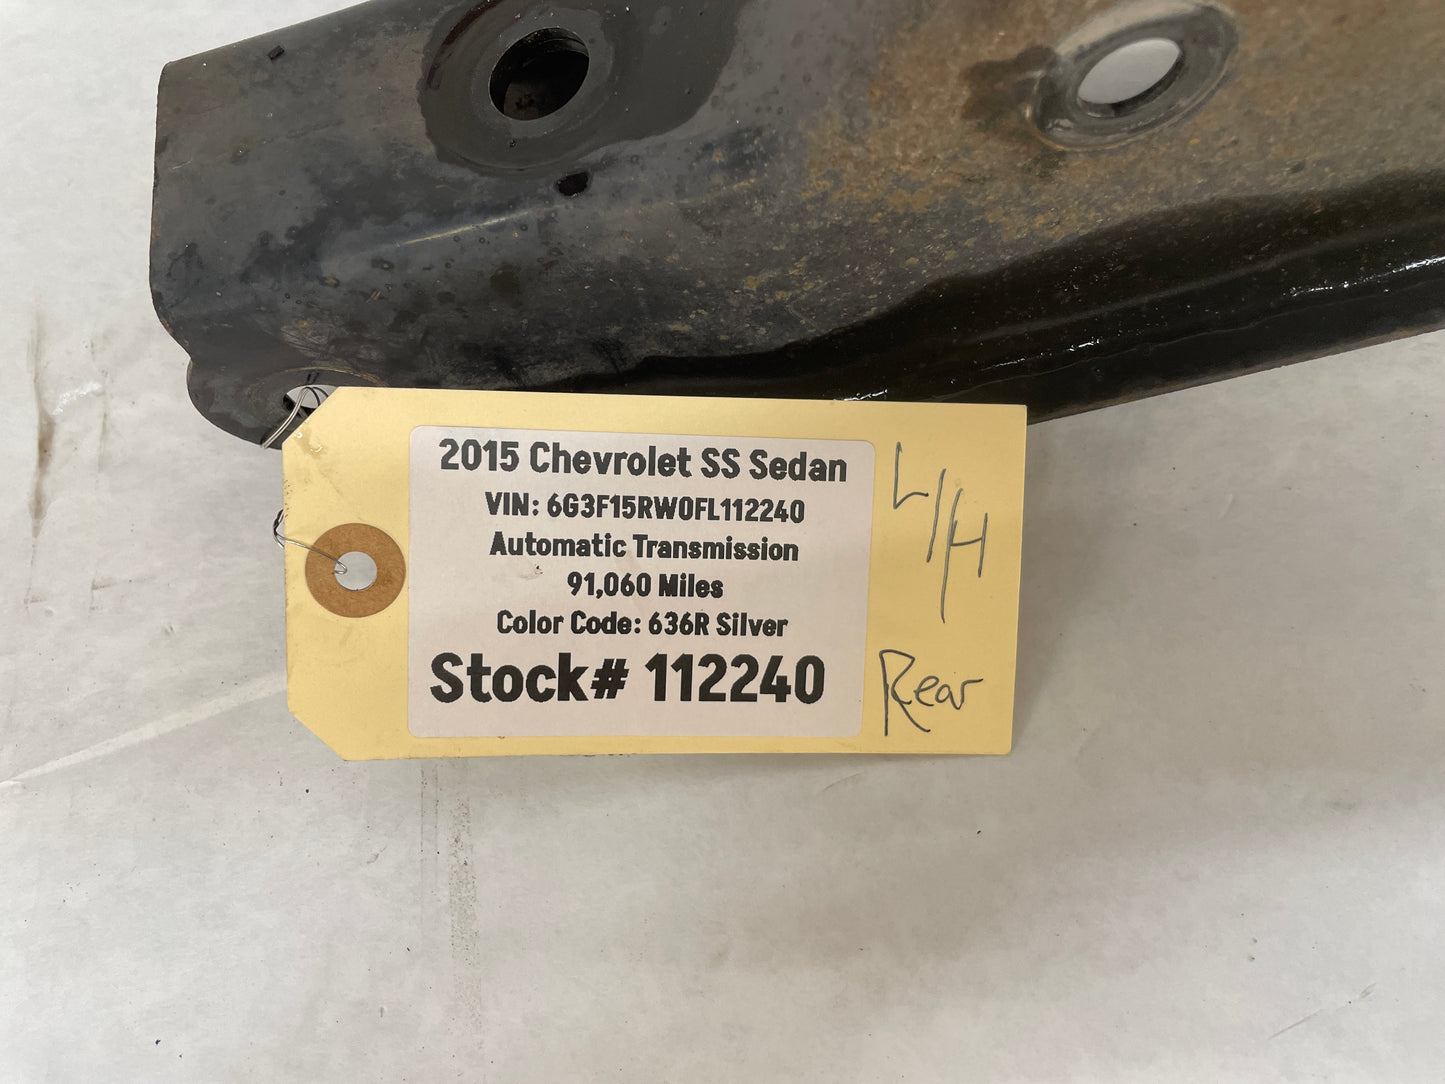 2015 Chevrolet SS Sedan
VIN: 6G3F15RW0FL112240
Automatic Transmission
91,060 Miles
Color Code: 636R Silver
Stock# 112240
L/H
Rear